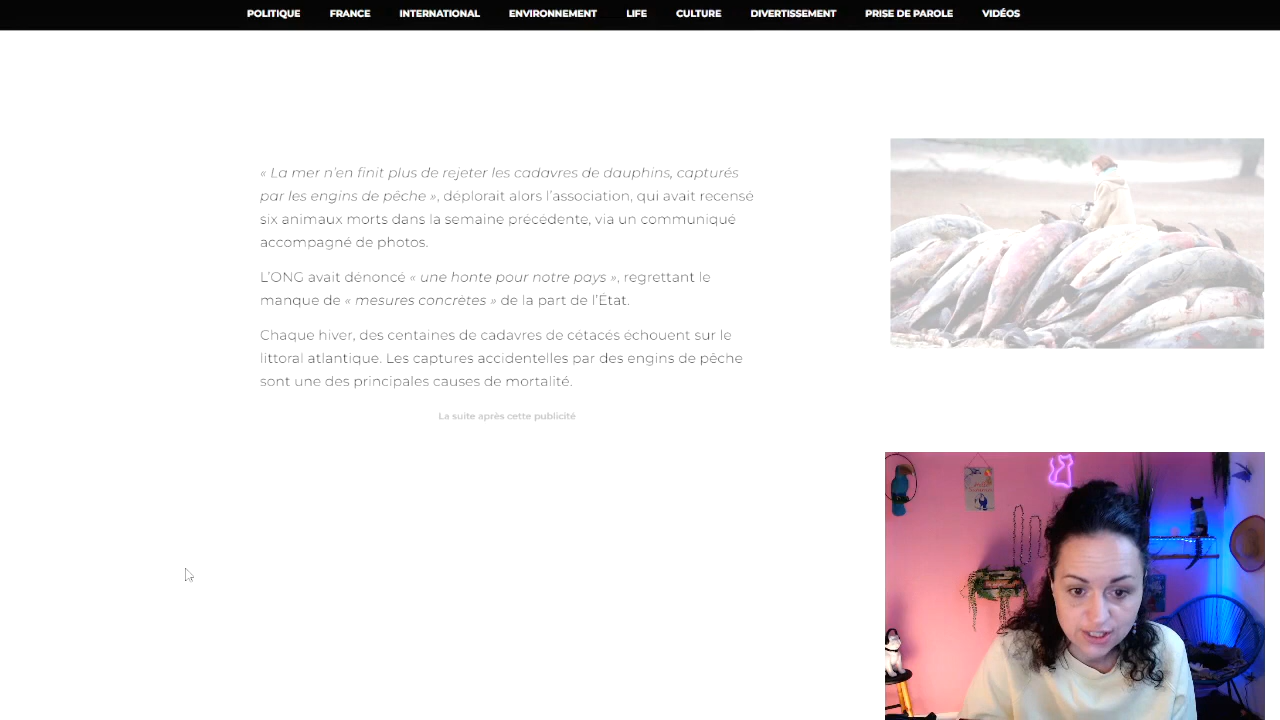 POLITIQUE FRANCE INTERNATIONAL ENVIRONNEMENT LIFE CULTURE DIVERTISSEMENT PRISE DE PAROLE VIDÉOS
« La mer n'en finit plus de rejeter les cadavres de dauphins, capturés
par les engins de pêche », déplorait alors l'association, qui avait recensé
six animaux morts dans la semaine précédente, via un communiqué
accompagné de photos.
L'ONG avait dénoncé « une honte pour notre pays », regrettant le
manque de « mesures concrètes » de la part de l'État.
Chaque hiver, des centaines de cadavres de cétacés échouent sur le
littoral atlantique. Les captures accidentelles par des engins de pêche
sont une des principales causes de mortalité.
La suite après cette publicité